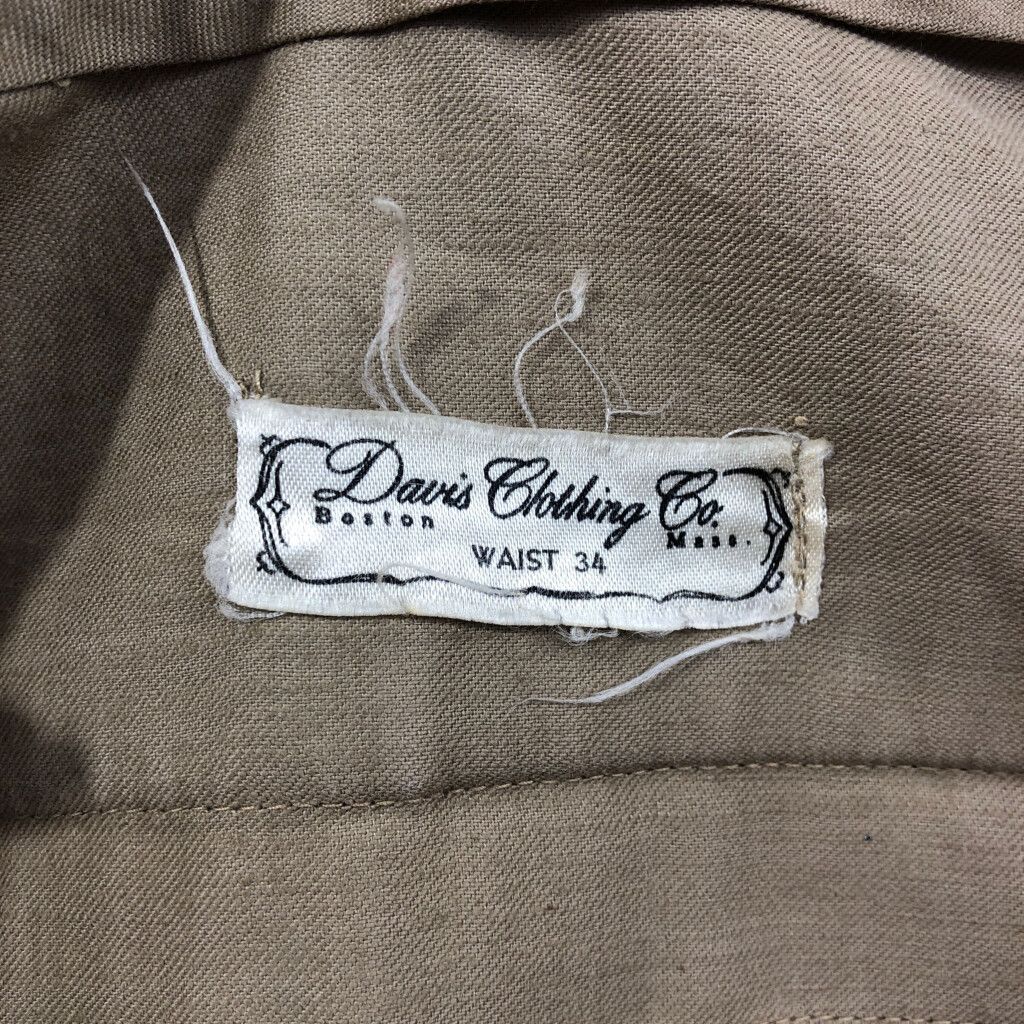 Davis Clothing Co.
Boston Mass.
WAIST 34